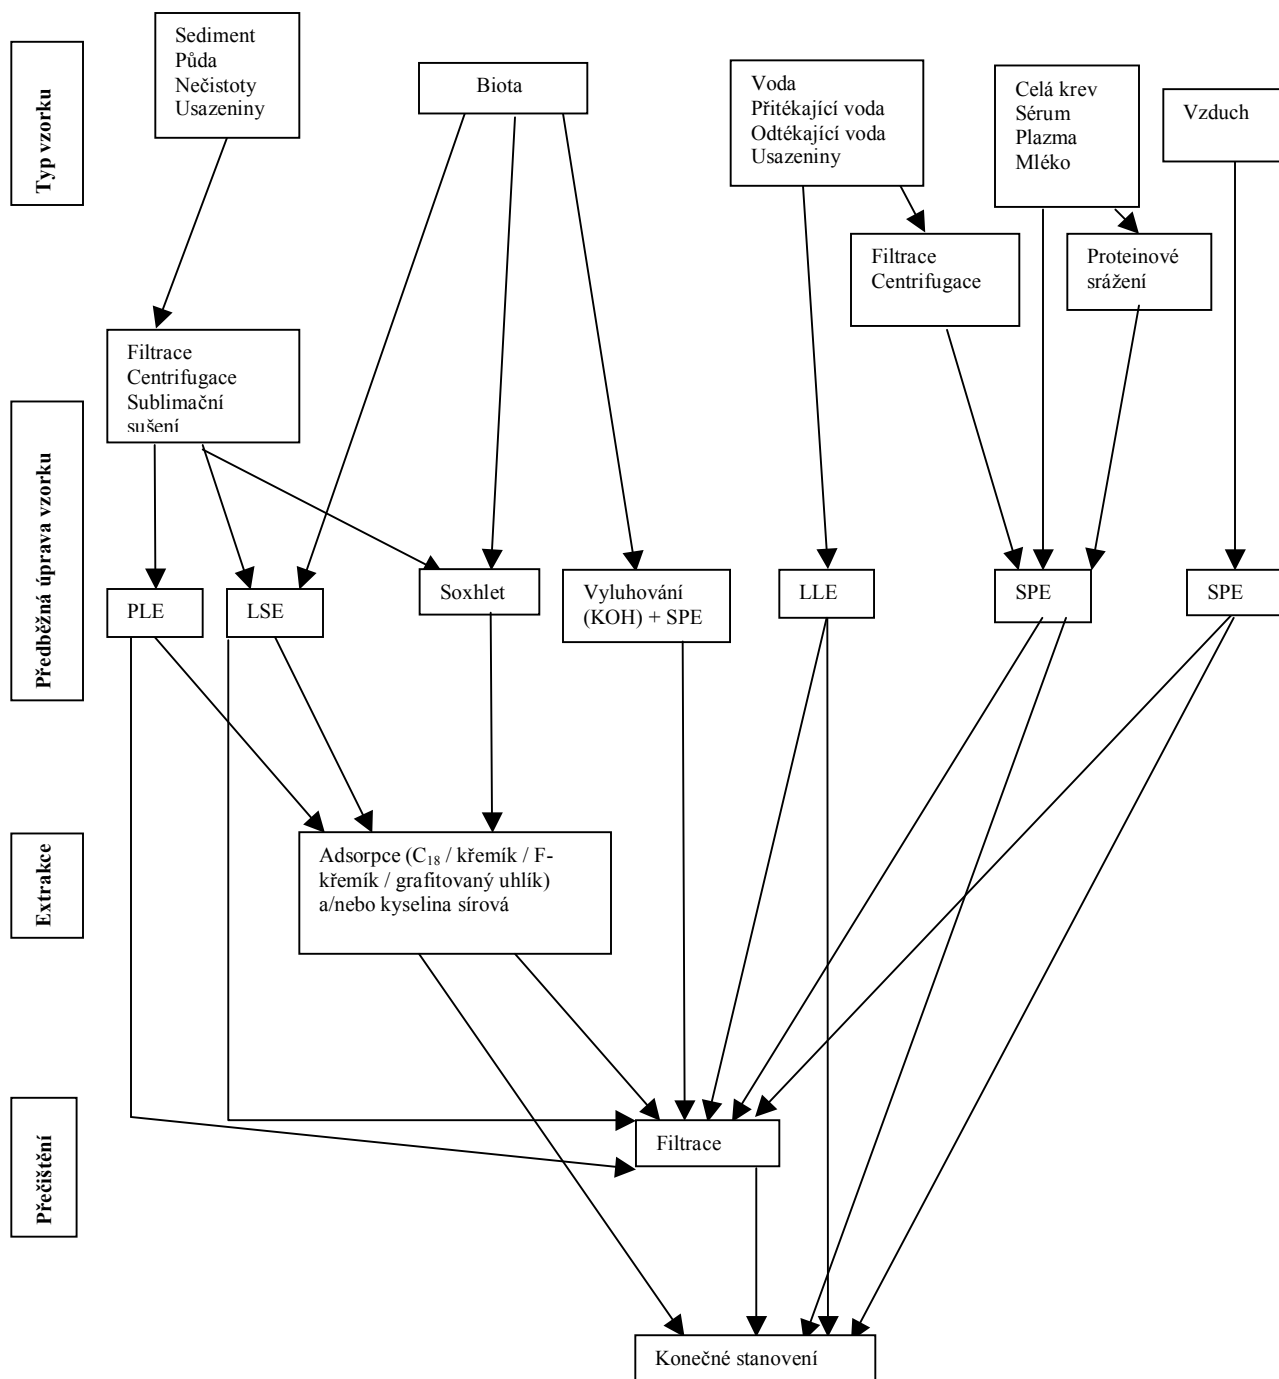 Typ vzorku
Sediment
Půda
Nečistoty
Usazeniny
Biota
Voda
Přitékající voda
Odtékající voda
Usazeniny
Celá krev
Sérum
Plazma
Mléko
Vzduch
Filtrace
Centrifugace
Proteinové
srážení
Předběžná úprava vzorku
Filtrace
Centrifugace
Sublimační
sušení
PLE
LSE
Soxhlet
Vyluhování
(KOH) + SPE
LLE
SPE
SPE
Extrakce
Adsorpce (C₁₈ / křemík / F-
křemík / grafitovaný uhlík)
a/nebo kyselina sírová
Přečištění
Filtrace
Konečné stanovení